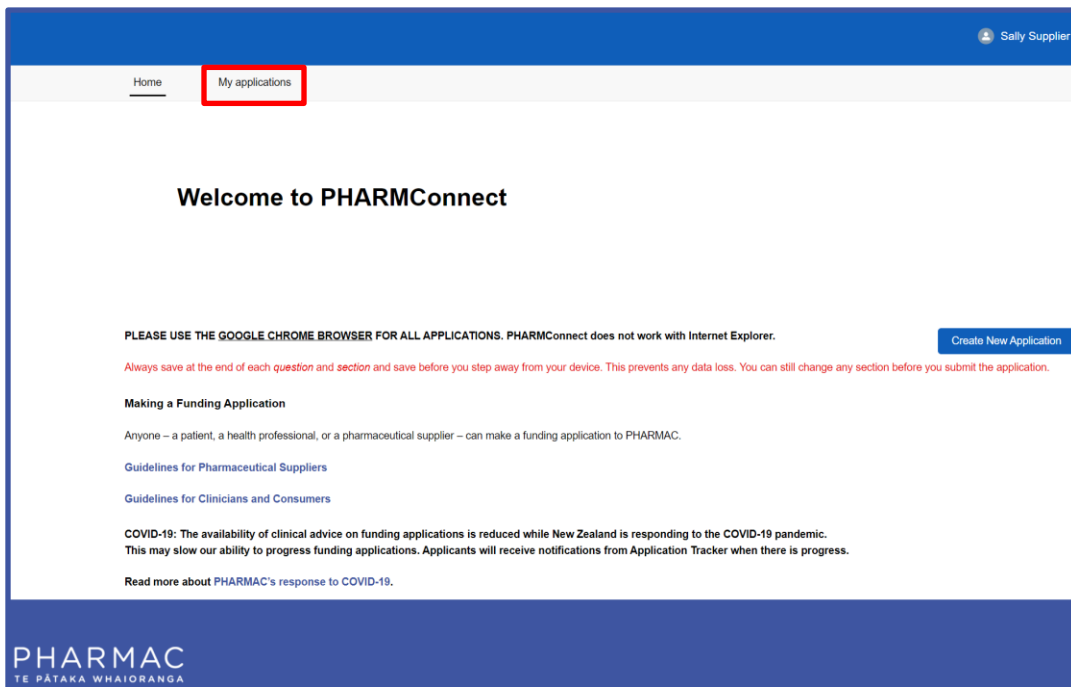 Sally Supplier
Home
My applications
Welcome to PHARMConnect
PLEASE USE THE GOOGLE CHROME BROWSER FOR ALL APPLICATIONS. PHARMConnect does not work with Internet Explorer.
Create New Application
Always save at the end of each question and section and save before you step away from your device. This prevents any data loss. You can still change any section before you submit the application.
Making a Funding Application
Anyone – a patient, a health professional, or a pharmaceutical supplier – can make a funding application to PHARMAC.
Guidelines for Pharmaceutical Suppliers
Guidelines for Clinicians and Consumers
COVID-19: The availability of clinical advice on funding applications is reduced while New Zealand is responding to the COVID-19 pandemic.
This may slow our ability to progress funding applications. Applicants will receive notifications from Application Tracker when there is progress.
Read more about PHARMAC's response to COVID-19.
PHARMAC
TE PĀTAKA WHAIORANGA